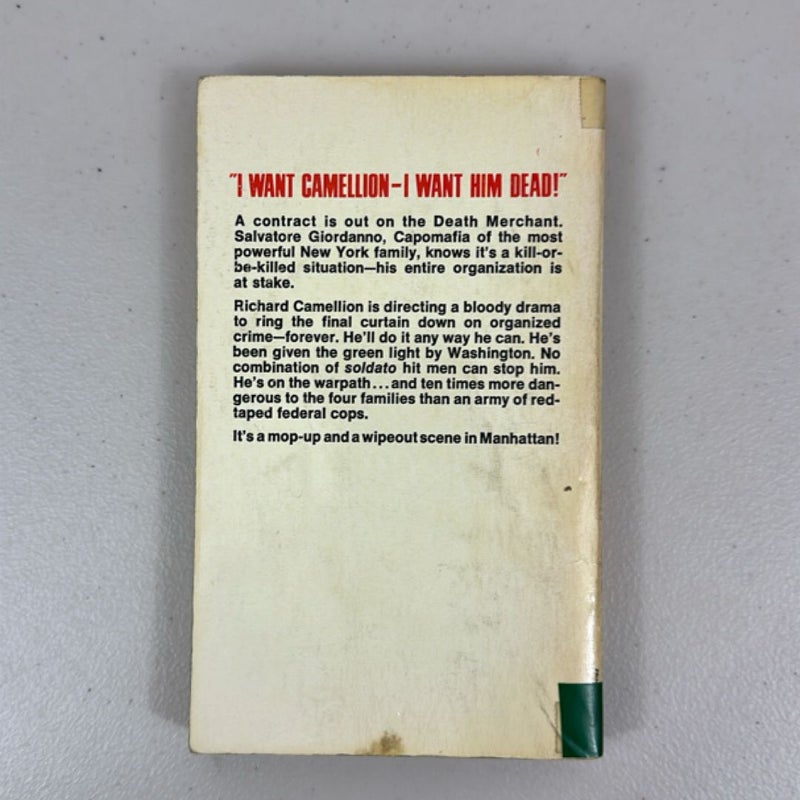 "I WANT CAMELLION–I WANT HIM DEAD!"
A contract is out on the Death Merchant.
Salvatore Giordanno, Capomafia of the most
powerful New York family, knows it's a kill-or-
be-killed situation—his entire organization is
at stake.
Richard Camellion is directing a bloody drama
to ring the final curtain down on organized
crime—forever. He'll do it any way he can. He's
been given the green light by Washington. No
combination of soldato hit men can stop him.
He's on the warpath...and ten times more dan-
gerous to the four families than an army of red-
taped federal cops.
It's a mop-up and a wipeout scene in Manhattan!